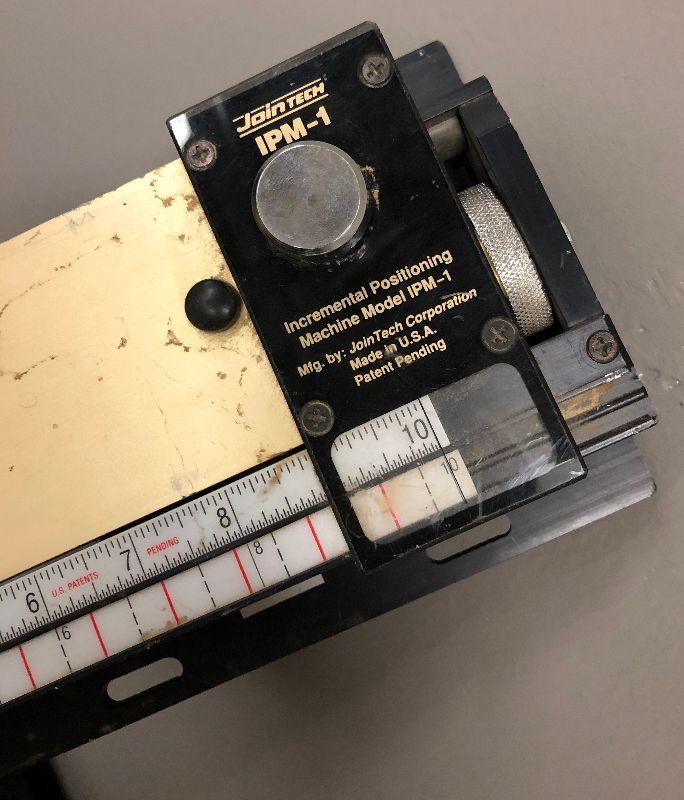 JOINTECH
IPM-1
Incremental Positioning
Machine Model IPM-1
Mfg. by: JoinTech Corporation
Made in U.S.A.
Patent Pending
6 U.S. PATENTS 7 PENDING 8 10
6 8 10